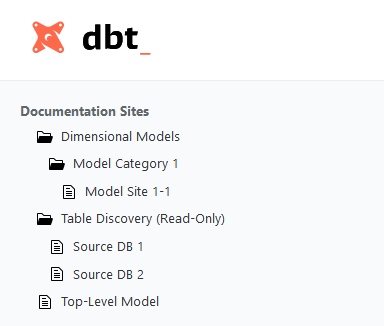 dbt_
Documentation Sites
Dimensional Models
Model Category 1
Model Site 1-1
Table Discovery (Read-Only)
Source DB 1
Source DB 2
Top-Level Model